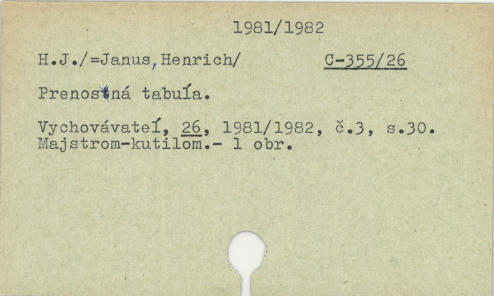 1981/1982
H.J./=Janus,Henrich/ C-355/26
Prenosná tabuľa.
Vychovávateľ, 26, 1981/1982, č.3, s.30.
Majstrom-kutilom.- 1 obr.